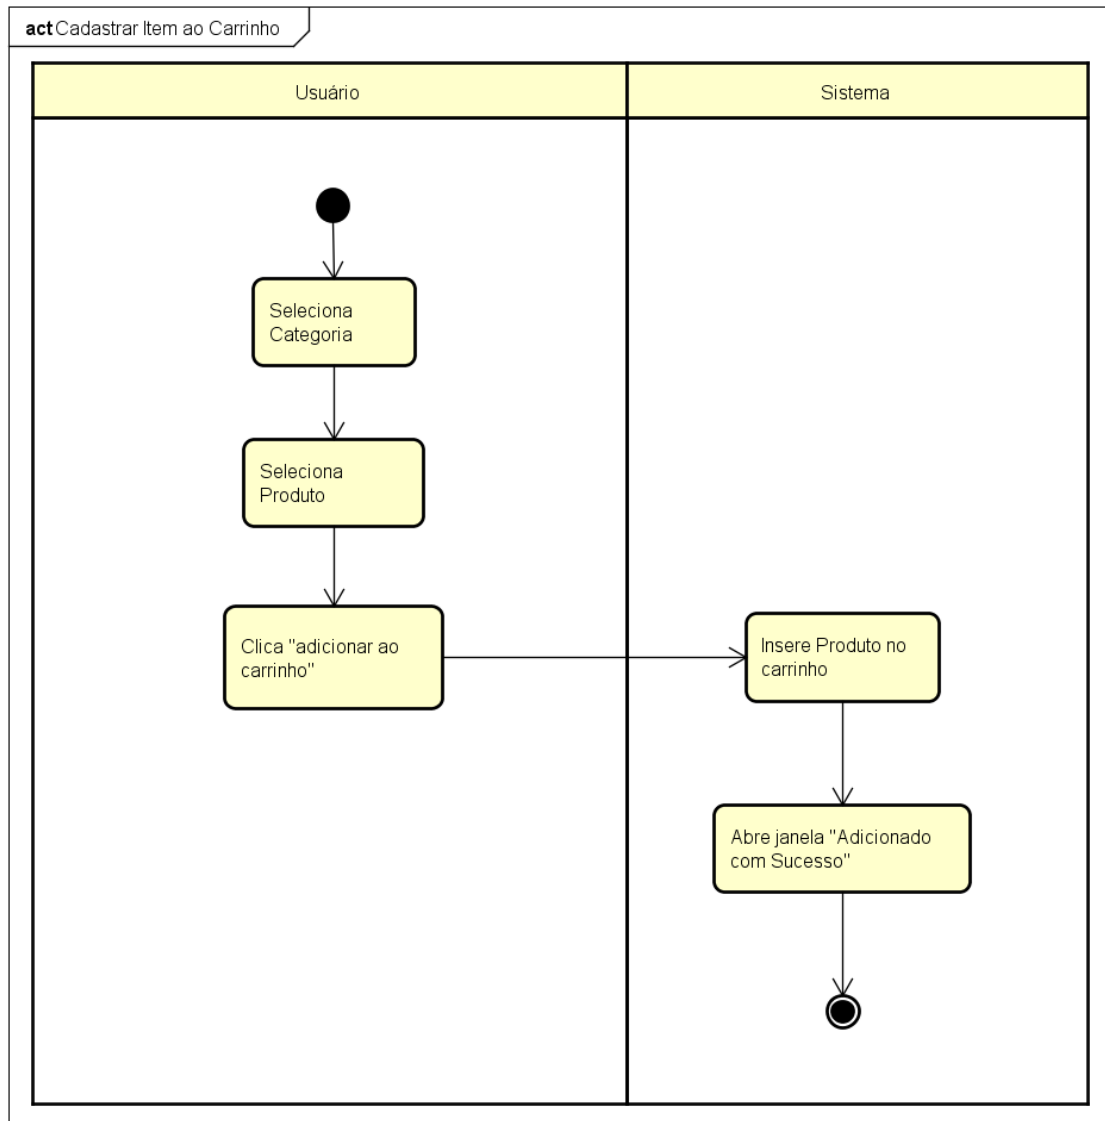 act Cadastrar Item ao Carrinho
Usuário
Sistema
Seleciona
Categoria
Seleciona
Produto
Clica "adicionar ao
carrinho"
Insere Produto no
carrinho
Abre janela "Adicionado
com Sucesso"